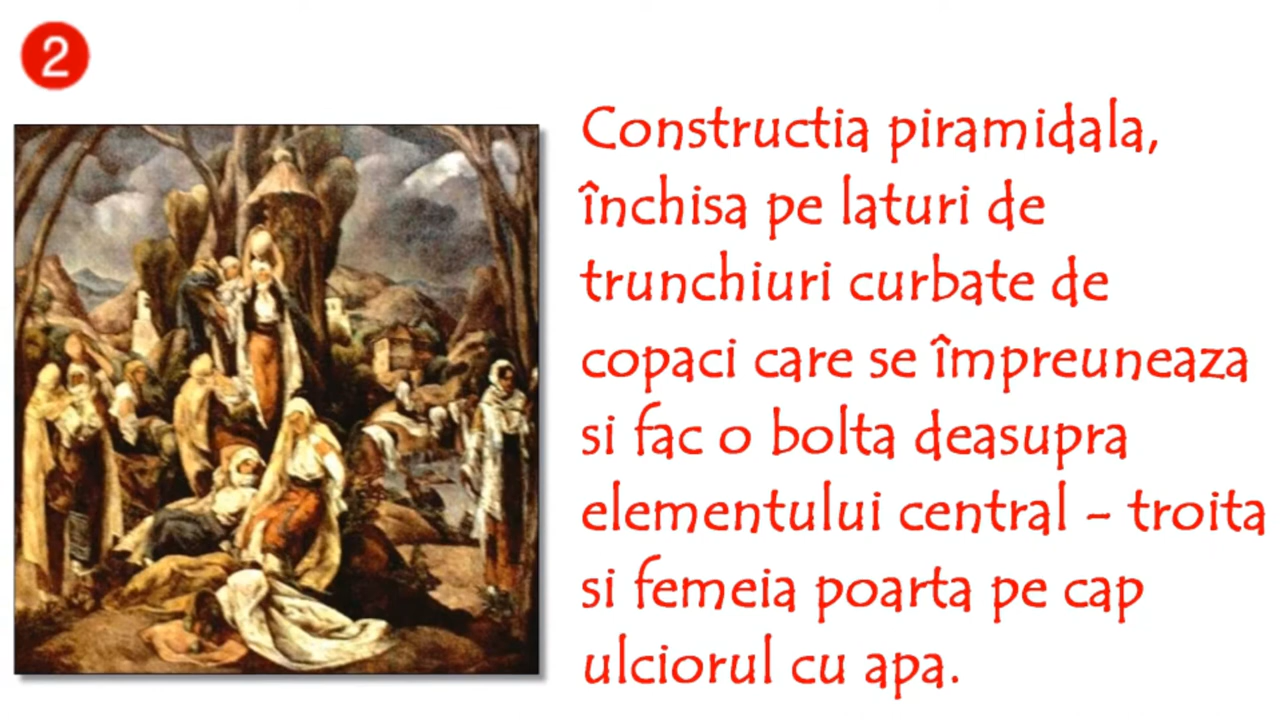 2
Constructia piramidala,
închisa pe laturi de
trunchiuri curbate de
copaci care se împreuneaza
si fac o bolta deasupra
elementului central - troita
si femeia poarta pe cap
ulciorul cu apa.